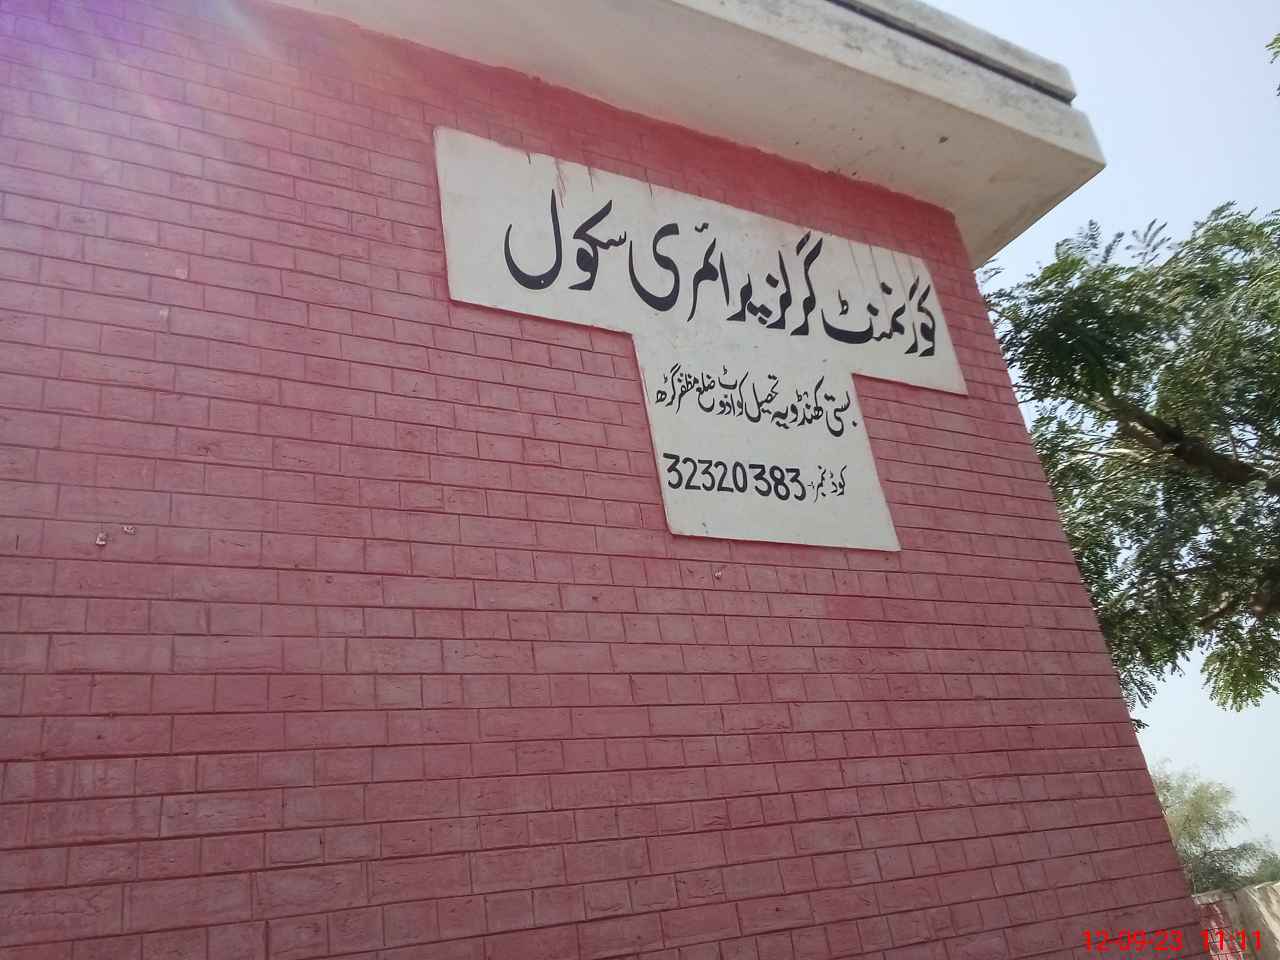 گورنمنٹ گرلز پرائمری سکول
بستی کھنڈویہ تحصیل کوٹ ادو ضلع مظفر گڑھ
کوڈ نمبر:- 32320383
12-09-23 11:11